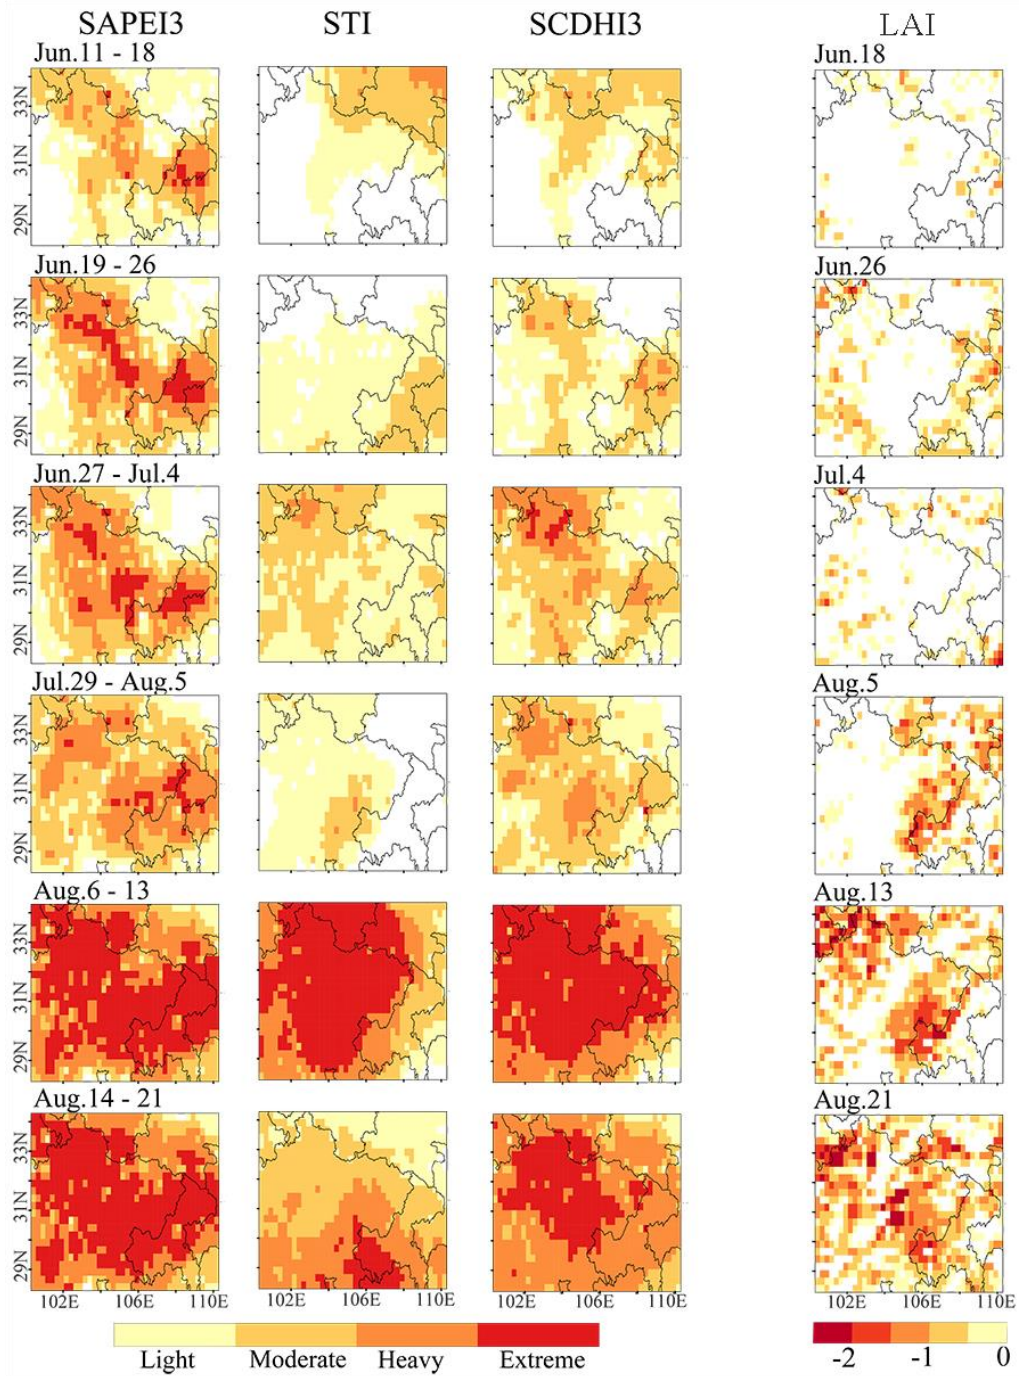 SAPEI3 STI SCDHI3 LAI
Jun.11 - 18 Jun.18
33N
31N
29N
Jun.19 - 26 Jun.26
33N
31N
29N
Jun.27 - Jul.4 Jul.4
33N
31N
29N
Jul.29 - Aug.5 Aug.5
33N
31N
29N
Aug.6 - 13 Aug.13
33N
31N
29N
Aug.14 - 21 Aug.21
33N
31N
29N
102E 106E 110E 102E 106E 110E 102E 106E 110E 102E 106E 110E
Light Moderate Heavy Extreme -2 -1 0